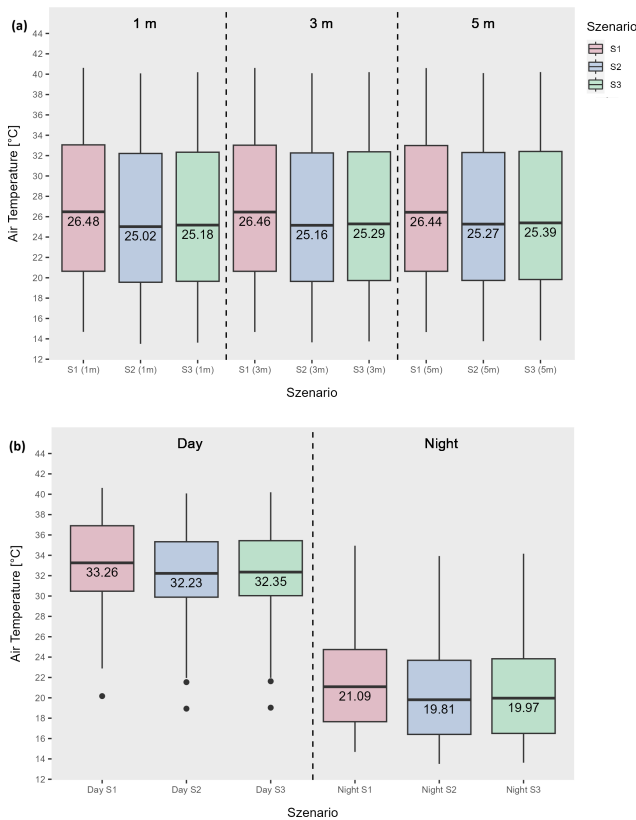 (a)
1 m
3 m
5 m
Szenario
S1
S2
S3
Air Temperature [°C]
44
42
40
38
36
34
32
30
28
26
24
22
20
18
16
14
12
26.48
25.02
25.18
26.46
25.16
25.29
26.44
25.27
25.39
S1 (1m)
S2 (1m)
S3 (1m)
S1 (3m)
S2 (3m)
S3 (3m)
S1 (5m)
S2 (5m)
S3 (5m)
Szenario
(b)
Day
Night
Air Temperature [°C]
44
42
40
38
36
34
32
30
28
26
24
22
20
18
16
14
12
33.26
32.23
32.35
21.09
19.81
19.97
Day S1
Day S2
Day S3
Night S1
Night S2
Night S3
Szenario